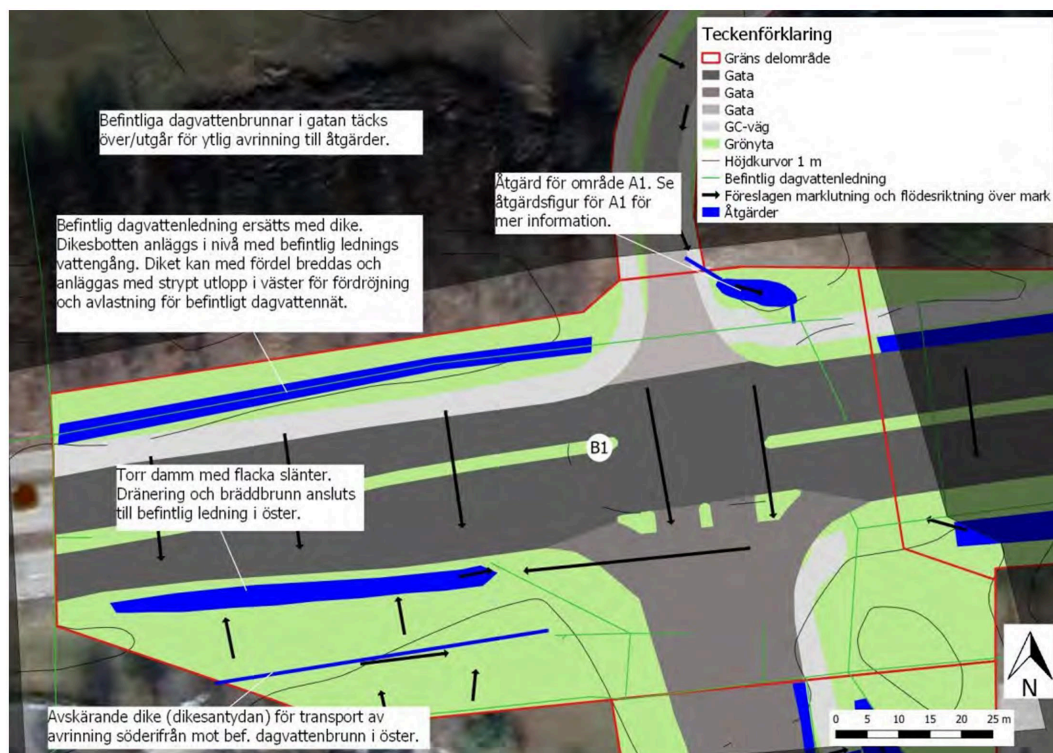 Teckenförklaring
Gräns delområde
Gata
Gata
Gata
GC-väg
Grönyta
Höjdkurvor 1 m
Befintlig dagvattenledning
Föreslagen marklutning och flödesriktning över mark
Åtgärder
Befintliga dagvattenbrunnar i gatan täcks
över/utgår för ytlig avrinning till åtgärder.
Åtgärd för område A1. Se
åtgärdsfigur för A1 för
mer information.
Befintlig dagvattenledning ersätts med dike.
Dikesbotten anläggs i nivå med befintlig lednings
vattengång. Diket kan med fördel breddas och
anläggas med strypt utlopp i väster för fördröjning
och avlastning för befintligt dagvattennät.
B1
Torr damm med flacka slänter.
Dränering och bräddbrunn ansluts
till befintlig ledning i öster.
Avskärande dike (dikesantydan) för transport av
avrinning söderifrån mot bef. dagvattenbrunn i öster.
N
0 5 10 15 20 25 m